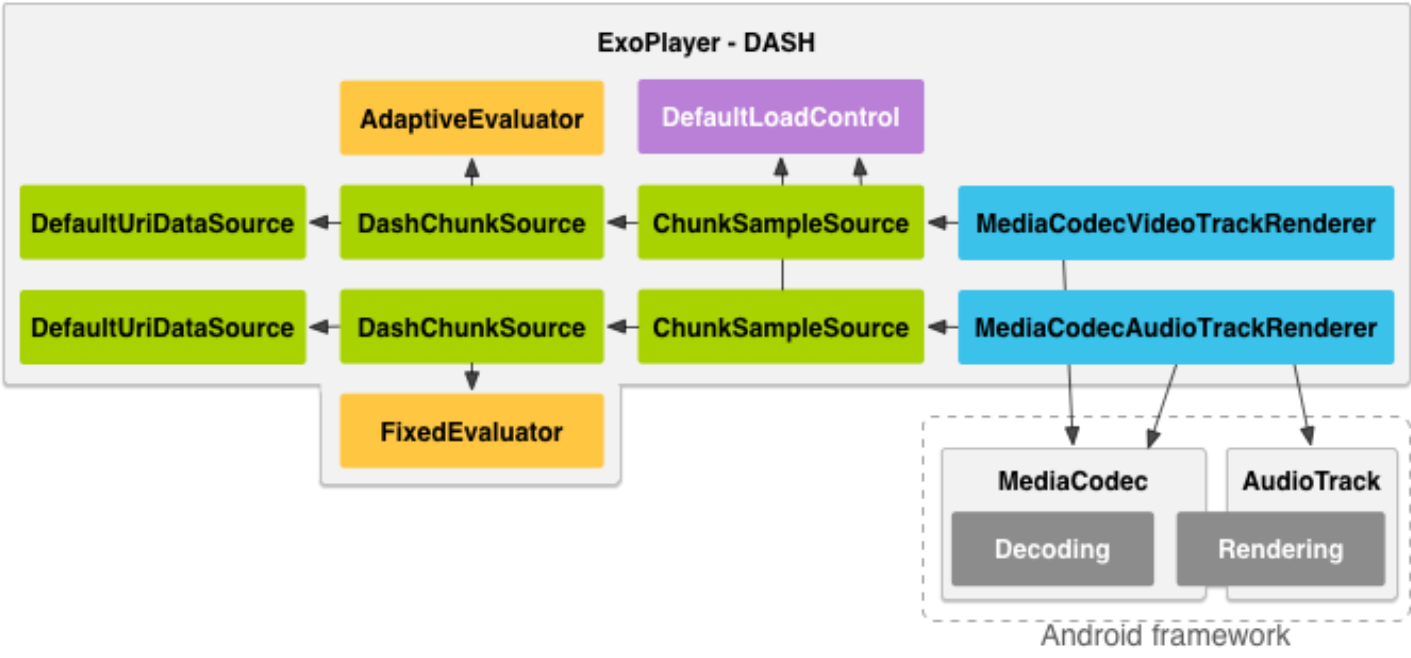 ExoPlayer - DASH
AdaptiveEvaluator
DefaultLoadControl
DefaultUriDataSource
DashChunkSource
ChunkSampleSource
MediaCodecVideoTrackRenderer
DefaultUriDataSource
DashChunkSource
ChunkSampleSource
MediaCodecAudioTrackRenderer
FixedEvaluator
MediaCodec
AudioTrack
Decoding
Rendering
Android framework